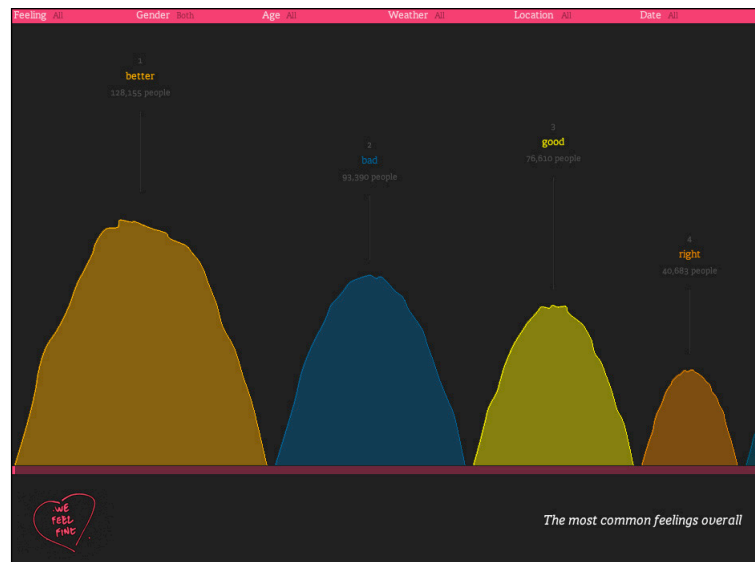 Feeling All Gender Both Age All Weather All Location All Date All
1
better
128,155 people
2
bad
93,390 people
3
good
76,810 people
4
right
40,683 people
WE
FEEL
FINE
The most common feelings overall